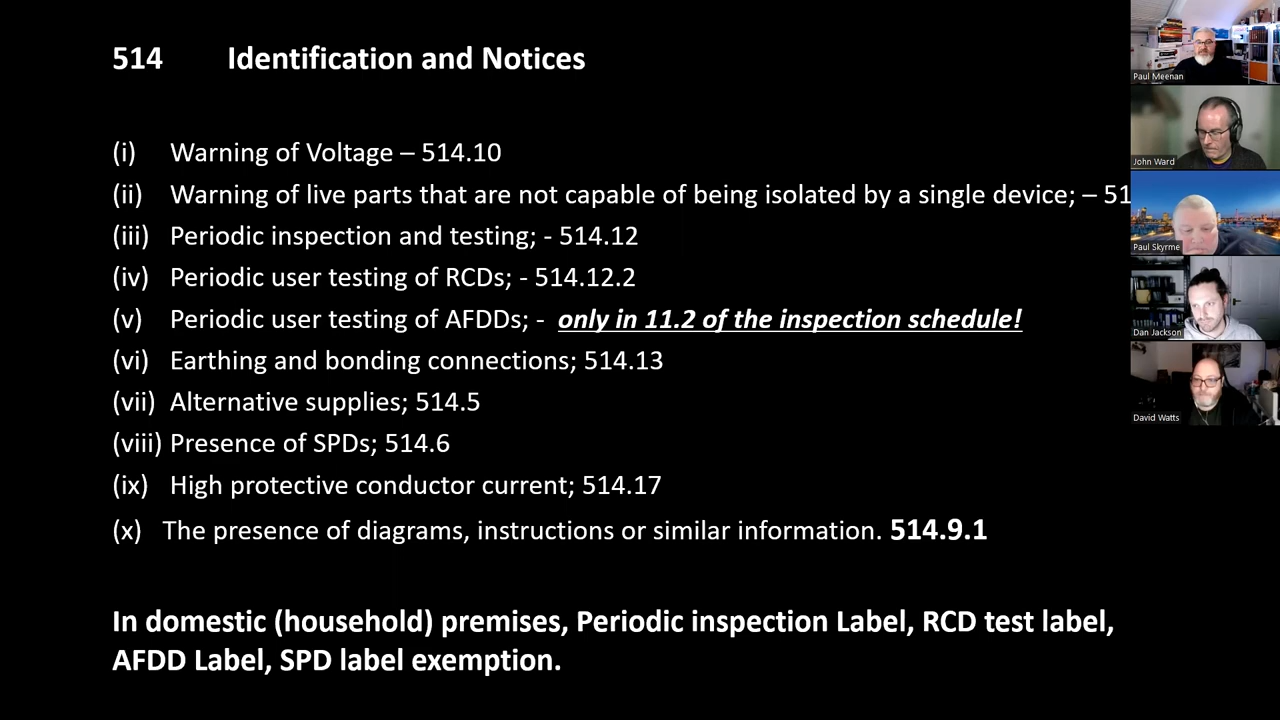 514 Identification and Notices
(i) Warning of Voltage – 514.10
(ii) Warning of live parts that are not capable of being isolated by a single device; – 51
(iii) Periodic inspection and testing; - 514.12
(iv) Periodic user testing of RCDs; - 514.12.2
(v) Periodic user testing of AFDDs; - only in 11.2 of the inspection schedule!
(vi) Earthing and bonding connections; 514.13
(vii) Alternative supplies; 514.5
(viii) Presence of SPDs; 514.6
(ix) High protective conductor current; 514.17
(x) The presence of diagrams, instructions or similar information. 514.9.1
In domestic (household) premises, Periodic inspection Label, RCD test label,
AFDD Label, SPD label exemption.
Paul Meenan
John Ward
Paul Skyrme
Dan Jackson
David Watts